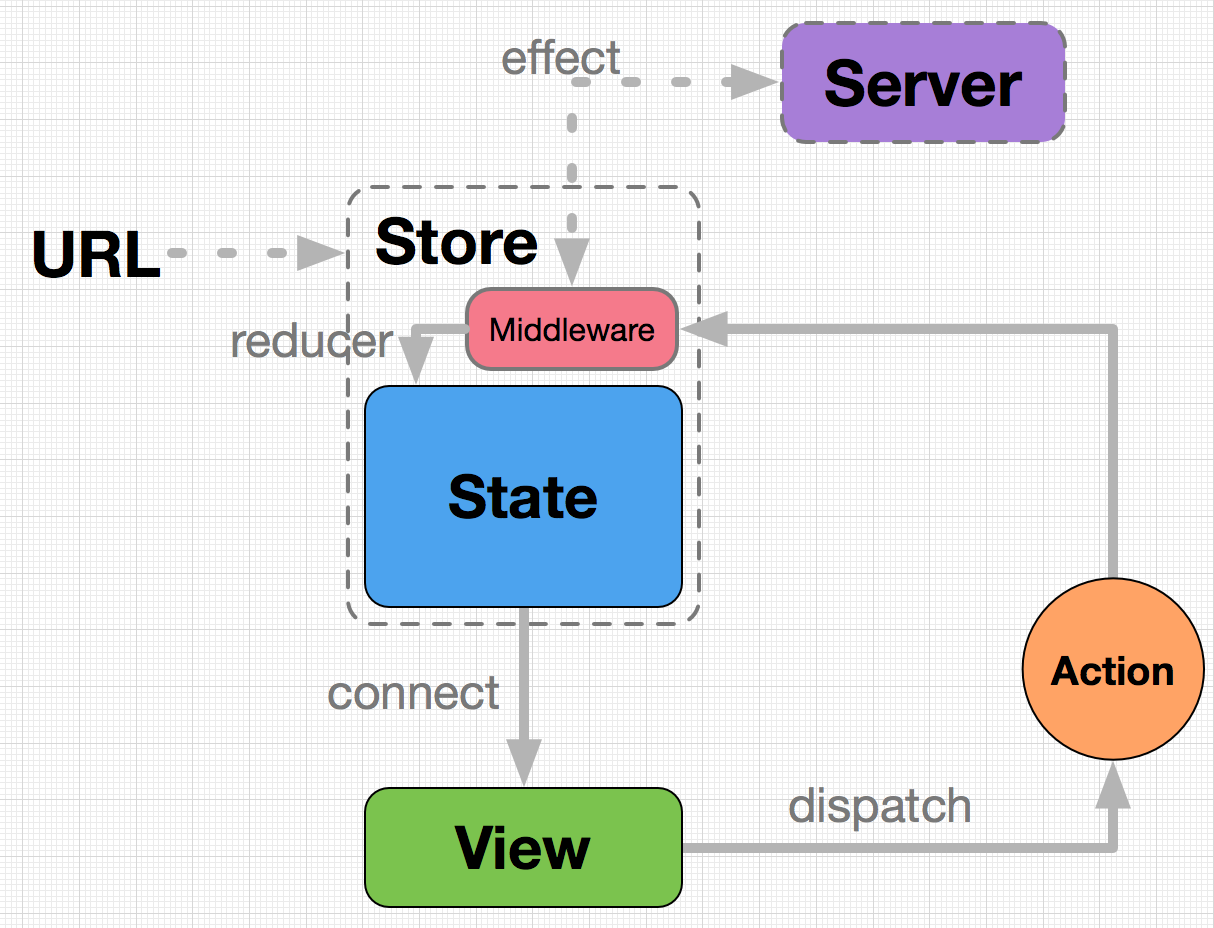 effect
Server
URL
Store
reducer
Middleware
State
connect
Action
dispatch
View